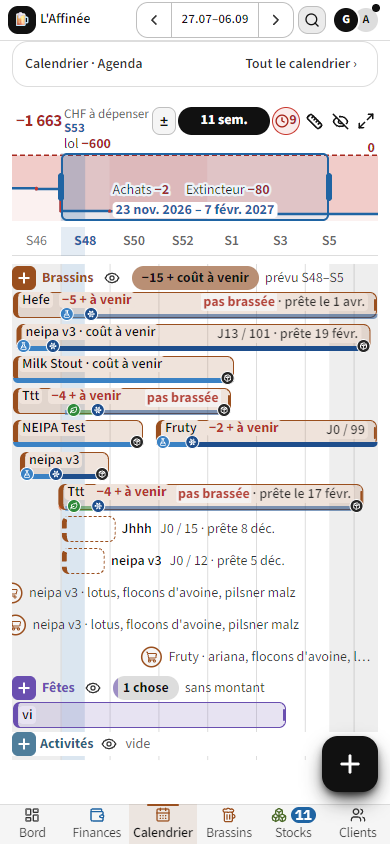 L'Affinée
27.07–06.09
G A
Calendrier · Agenda
Tout le calendrier ›
−1 663 CHF à dépenser S53
lol −600
±
11 sem.
9
0
Achats −2 Extincteur −80
23 nov. 2026 – 7 févr. 2027
S46 S48 S50 S52 S1 S3 S5
Brassins −15 + coût à venir prévu S48–S5
Hefe −5 + à venir pas brassée · prête le 1 avr.
neipa v3 · coût à venir J13 / 101 · prête 19 févr.
Milk Stout · coût à venir
Ttt −4 + à venir pas brassée
NEIPA Test Fruty −2 + à venir J0 / 99
neipa v3
Ttt −4 + à venir pas brassée · prête le 17 févr.
Jhhh J0 / 15 · prête 8 déc.
neipa v3 J0 / 12 · prête 5 déc.
neipa v3 · lotus, flocons d'avoine, pilsner malz
neipa v3 · lotus, flocons d'avoine, pilsner malz
Fruty · ariana, flocons d'avoine, l…
Fêtes 1 chose sans montant
vi
Activités vide
Bord Finances Calendrier Brassins Stocks 11 Clients